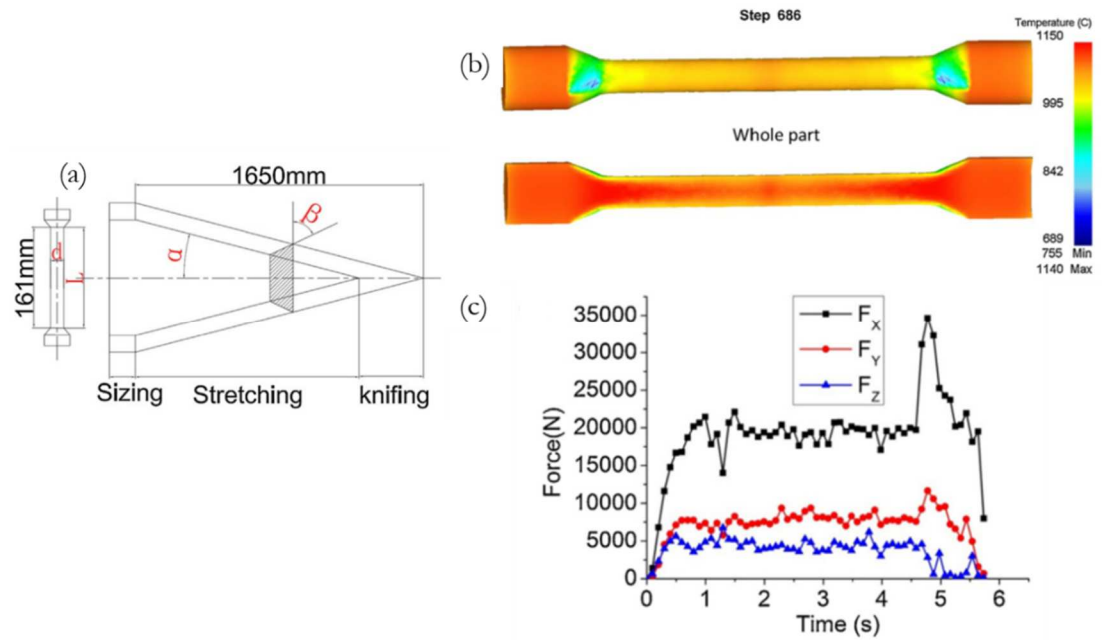 (a)
1650mm
β
α
161mm
d
L
Sizing
Stretching
knifing
(b)
Step 686
Temperature (C)
1150
995
842
689
755 Min
1140 Max
Whole part
(c)
Force(N)
35000
30000
25000
20000
15000
10000
5000
0
F_X
F_Y
F_Z
0 1 2 3 4 5 6
Time (s)